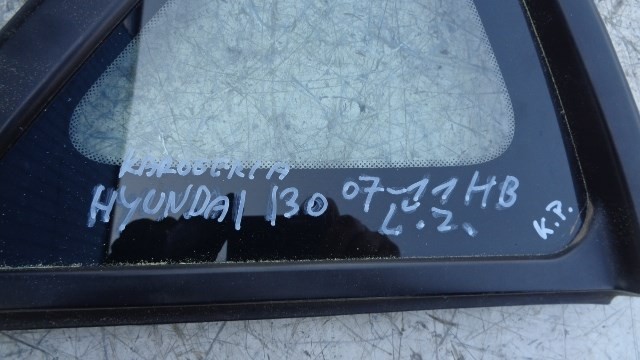 KAROSERIA
HYUNDAI I30 07-11 HB
L.Z.
K.P.